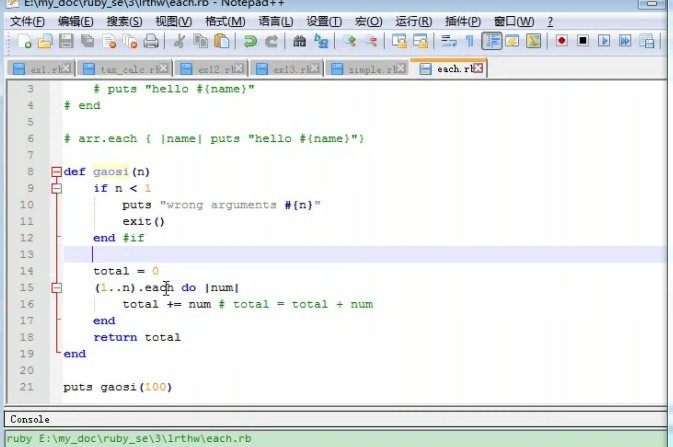 E:\my_doc\ruby_se\3\lrthw\each.rb - Notepad++
文件(F) 编辑(E) 搜索(S) 视图(V) 格式(M) 语言(L) 设置(T) 宏(O) 运行(R) 插件(P) 窗口(W) ?
ex1.rb tax_calc.rb ex12.rb ex13.rb simple.rb each.rb
3 # puts "hello #{name}"
4 # end
5
6 # arr.each { |name| puts "hello #{name}"}
7
8 def gaosi(n)
9 if n < 1
10 puts "wrong arguments #{n}"
11 exit()
12 end #if
13
14 total = 0
15 (1..n).each do |num|
16 total += num # total = total + num
17 end
18 return total
19 end
20
21 puts gaosi(100)
Console
ruby E:\my_doc\ruby_se\3\lrthw\each.rb